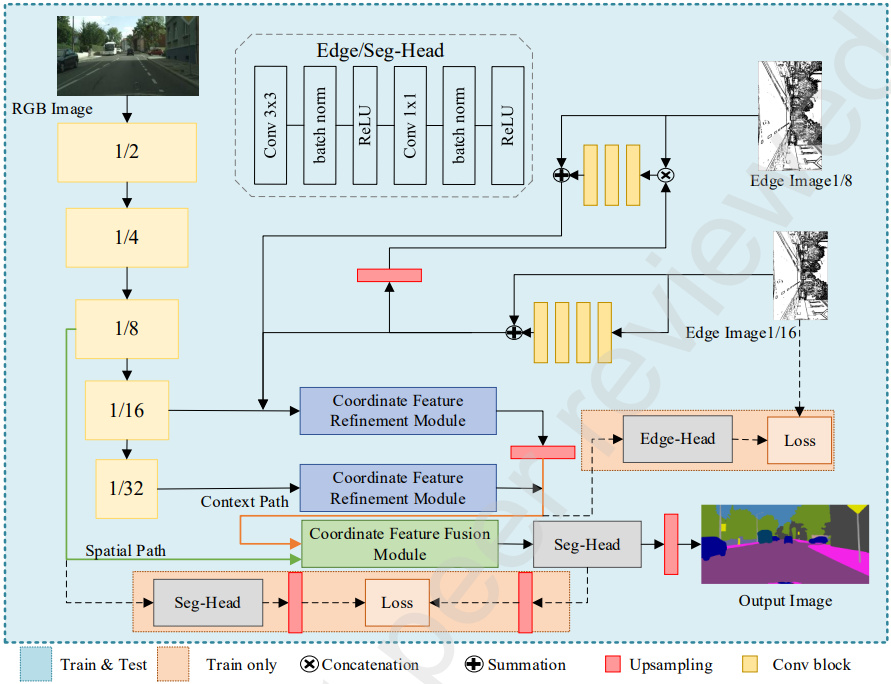 RGB Image
1/2
1/4
1/8
1/16
1/32
Edge/Seg-Head
Conv 3x3
batch norm
ReLU
Conv 1x1
batch norm
ReLU
Edge Image1/8
Edge Image1/16
Coordinate Feature
Refinement Module
Coordinate Feature
Refinement Module
Context Path
Edge-Head
Loss
Spatial Path
Coordinate Feature Fusion
Module
Seg-Head
Output Image
Seg-Head
Loss
Train & Test
Train only
Concatenation
Summation
Upsampling
Conv block
peer reviewed